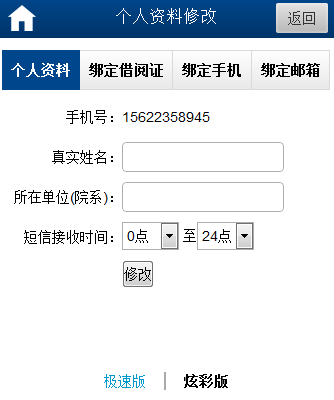 个人资料修改 返回
个人资料 绑定借阅证 绑定手机 绑定邮箱
手机号：15622358945
真实姓名：
所在单位(院系)：
短信接收时间：0点 至 24点
修改
极速版 | 炫彩版